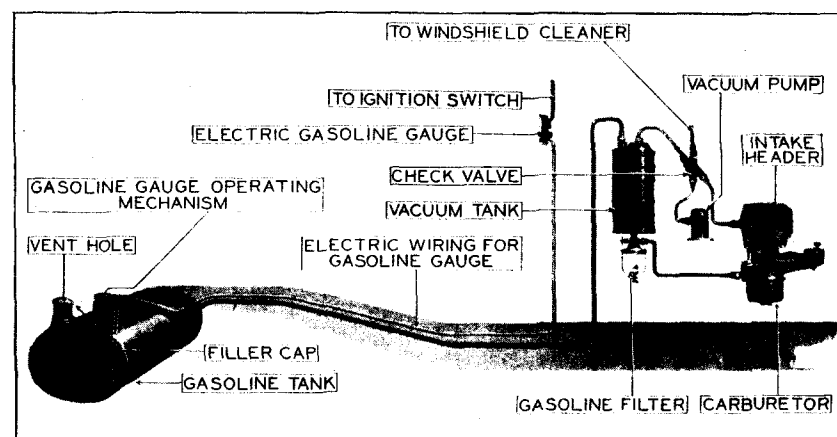 TO WINDSHIELD CLEANER
VACUUM PUMP
TO IGNITION SWITCH
ELECTRIC GASOLINE GAUGE
INTAKE
HEADER
CHECK VALVE
GASOLINE GAUGE OPERATING
MECHANISM
VACUUM TANK
VENT HOLE
ELECTRIC WIRING FOR
GASOLINE GAUGE
FILLER CAP
GASOLINE TANK
GASOLINE FILTER
CARBURETOR